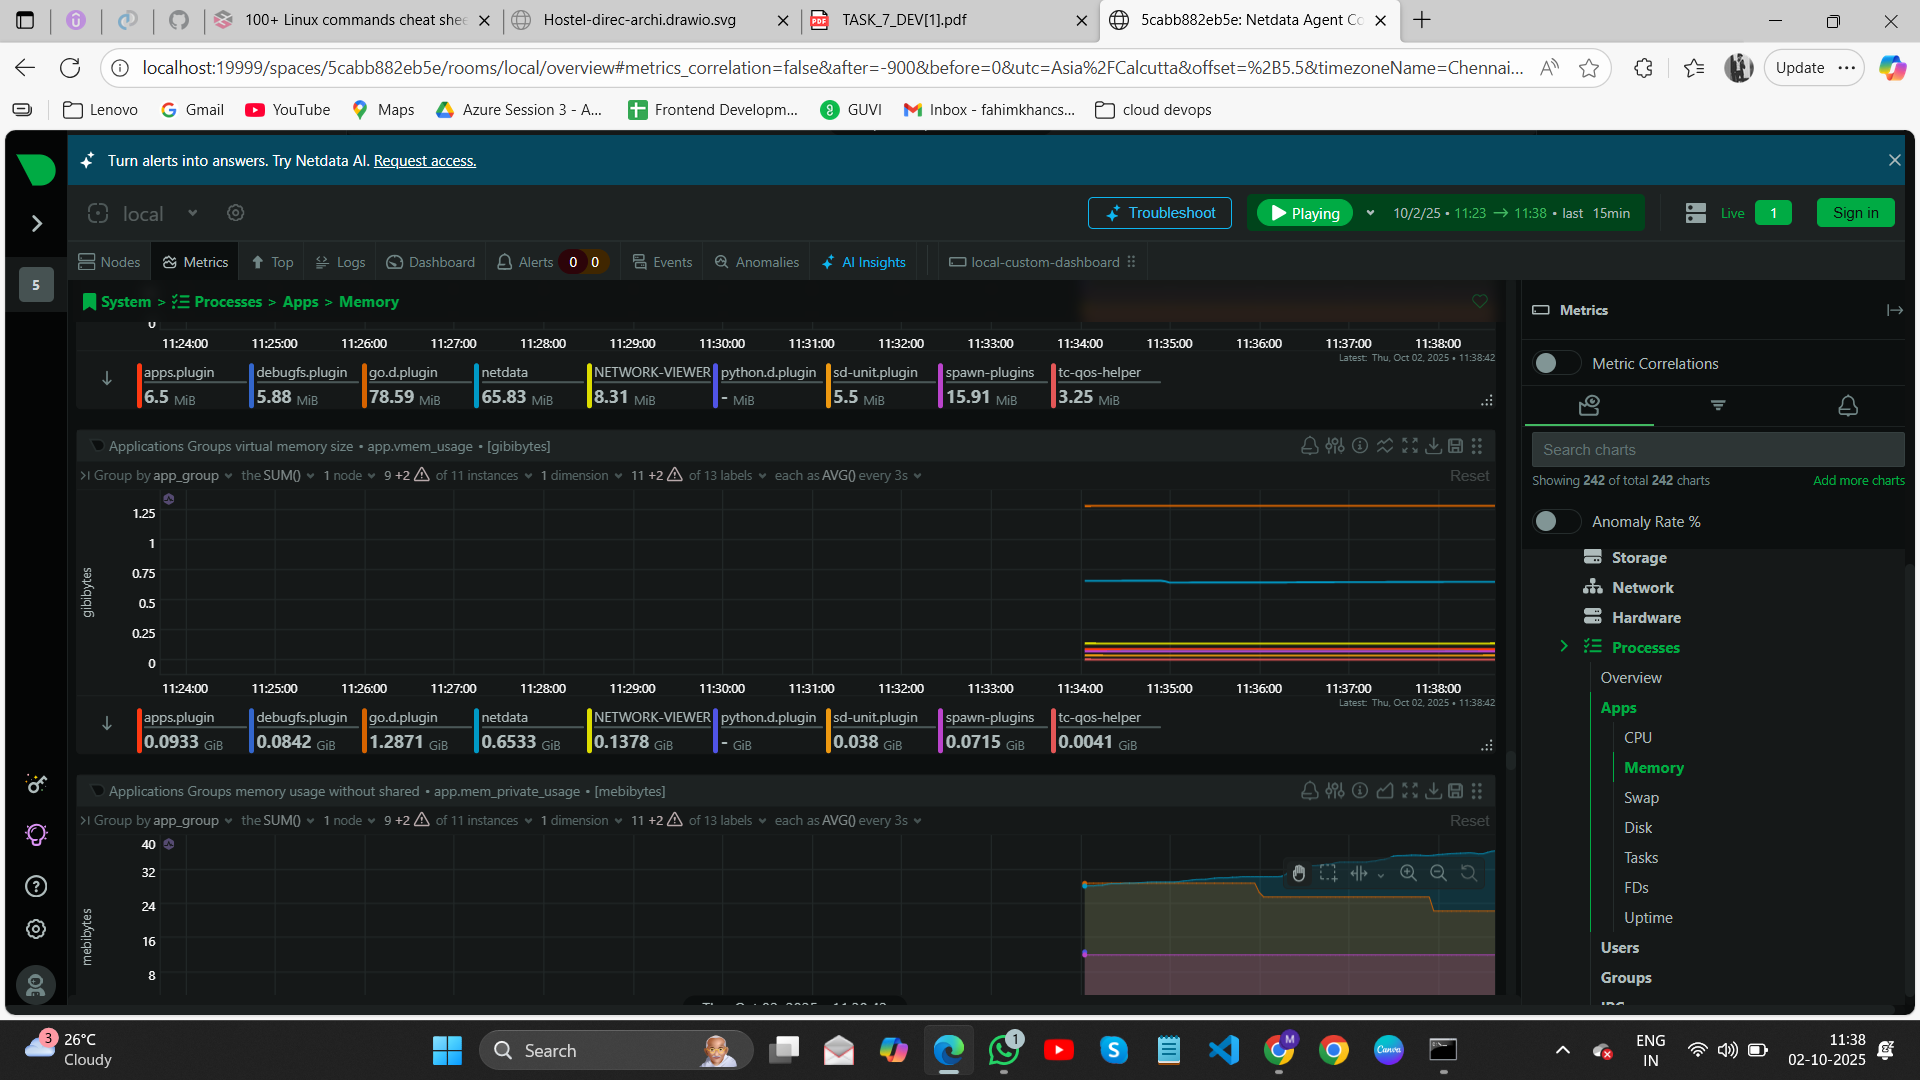 100+ Linux commands cheat shee
Hostel-direc-archi.drawio.svg
TASK_7_DEV[1].pdf
5cabb882eb5e: Netdata Agent Co
localhost:19999/spaces/5cabb882eb5e/rooms/local/overview#metrics_correlation=false&after=-900&before=0&utc=Asia%2FCalcutta&offset=%2B5.5&timezoneName=Chennai...
Update
Lenovo
Gmail
YouTube
Maps
Azure Session 3 - A...
Frontend Developm...
GUVI
Inbox - fahimkhancs...
cloud devops
Turn alerts into answers. Try Netdata AI. Request access.
local
Troubleshoot
Playing
10/2/25 • 11:23 → 11:38 • last 15min
Live
1
Sign in
Nodes
Metrics
Top
Logs
Dashboard
Alerts 0 0
Events
Anomalies
AI Insights
local-custom-dashboard
5
System > Processes > Apps > Memory
0
11:24:00 11:25:00 11:26:00 11:27:00 11:28:00 11:29:00 11:30:00 11:31:00 11:32:00 11:33:00 11:34:00 11:35:00 11:36:00 11:37:00 11:38:00
Latest: Thu, Oct 02, 2025 • 11:38:42
apps.plugin debugfs.plugin go.d.plugin netdata NETWORK-VIEWER python.d.plugin sd-unit.plugin spawn-plugins tc-qos-helper
6.5 MiB 5.88 MiB 78.59 MiB 65.83 MiB 8.31 MiB - MiB 5.5 MiB 15.91 MiB 3.25 MiB
Applications Groups virtual memory size • app.vmem_usage • [gibibytes]
Group by app_group the SUM() 1 node 9 +2 of 11 instances 1 dimension 11 +2 of 13 labels each as AVG() every 3s
Reset
gibibytes
1.25
1
0.75
0.5
0.25
0
11:24:00 11:25:00 11:26:00 11:27:00 11:28:00 11:29:00 11:30:00 11:31:00 11:32:00 11:33:00 11:34:00 11:35:00 11:36:00 11:37:00 11:38:00
Latest: Thu, Oct 02, 2025 • 11:38:42
apps.plugin debugfs.plugin go.d.plugin netdata NETWORK-VIEWER python.d.plugin sd-unit.plugin spawn-plugins tc-qos-helper
0.0933 GiB 0.0842 GiB 1.2871 GiB 0.6533 GiB 0.1378 GiB - GiB 0.038 GiB 0.0715 GiB 0.0041 GiB
Applications Groups memory usage without shared • app.mem_private_usage • [mebibytes]
Group by app_group the SUM() 1 node 9 +2 of 11 instances 1 dimension 11 +2 of 13 labels each as AVG() every 3s
Reset
mebibytes
40
32
24
16
8
Metrics
Metric Correlations
Search charts
Showing 242 of total 242 charts
Add more charts
Anomaly Rate %
Storage
Network
Hardware
Processes
Overview
Apps
CPU
Memory
Swap
Disk
Tasks
FDs
Uptime
Users
Groups
3
26°C
Cloudy
Search
1
M
Canva
ENG
IN
11:38
02-10-2025